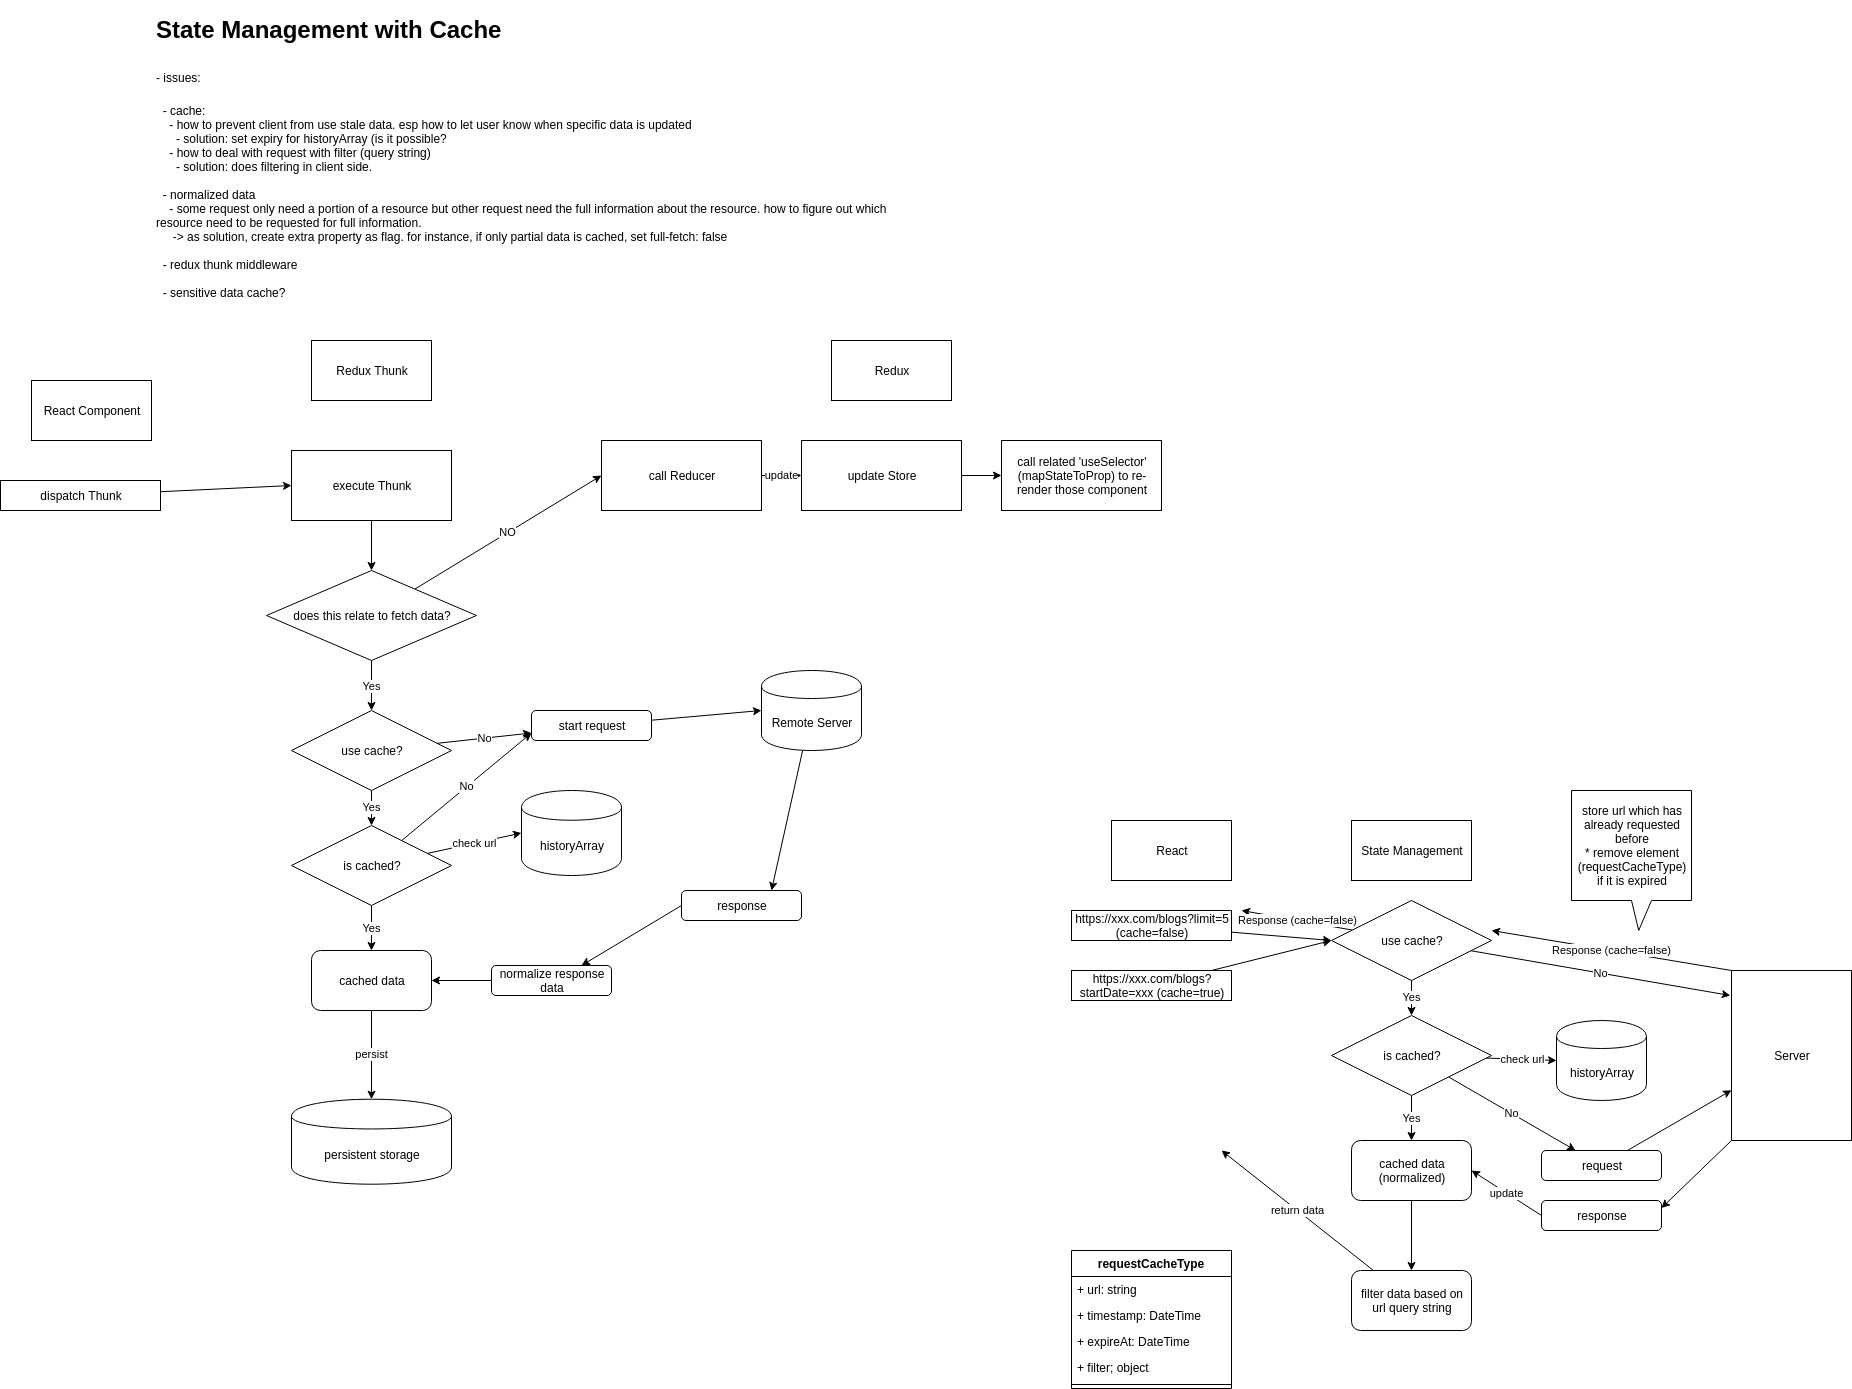 State Management with Cache
- issues:
- cache:
- how to prevent client from use stale data. esp how to let user know when specific data is updated
- solution: set expiry for historyArray (is it possible?
- how to deal with request with filter (query string)
- solution: does filtering in client side.
- normalized data
- some request only need a portion of a resource but other request need the full information about the resource. how to figure out which
resource need to be requested for full information.
-> as solution, create extra property as flag. for instance, if only partial data is cached, set full-fetch: false
- redux thunk middleware
- sensitive data cache?
React Component
Redux Thunk
Redux
dispatch Thunk
execute Thunk
call Reducer
update
update Store
call related 'useSelector'
(mapStateToProp) to re-
render those component
NO
does this relate to fetch data?
Yes
use cache?
No
start request
Remote Server
Yes
No
is cached?
check url
historyArray
response
Yes
cached data
normalize response
data
persist
persistent storage
React
State Management
store url which has
already requested
before
* remove element
(requestCacheType)
if it is expired
https://xxx.com/blogs?limit=5
(cache=false)
Response (cache=false)
use cache?
Response (cache=false)
No
https://xxx.com/blogs?
startDate=xxx (cache=true)
Yes
is cached?
check url
historyArray
Server
No
Yes
cached data
(normalized)
request
update
response
return data
filter data based on
url query string
requestCacheType
+ url: string
+ timestamp: DateTime
+ expireAt: DateTime
+ filter; object